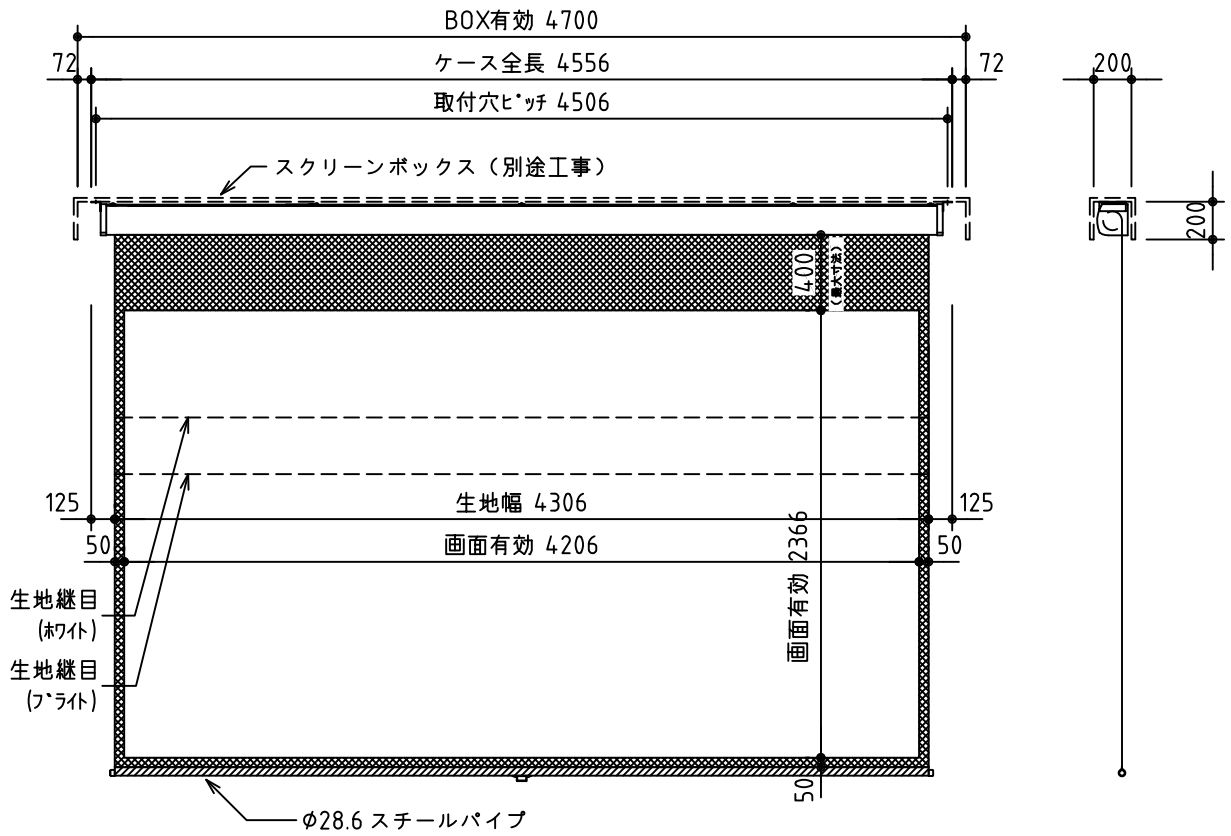 BOX有効 4700
72
ケース全長 4556
72
200
取付穴ピッチ 4506
スクリーンボックス（別途工事）
200
400
(最大寸法)
125
生地幅 4306
125
50
画面有効 4206
50
画面有効 2366
生地継目
(ホワイト)
生地継目
(ブライト)
50
φ28.6 スチールパイプ